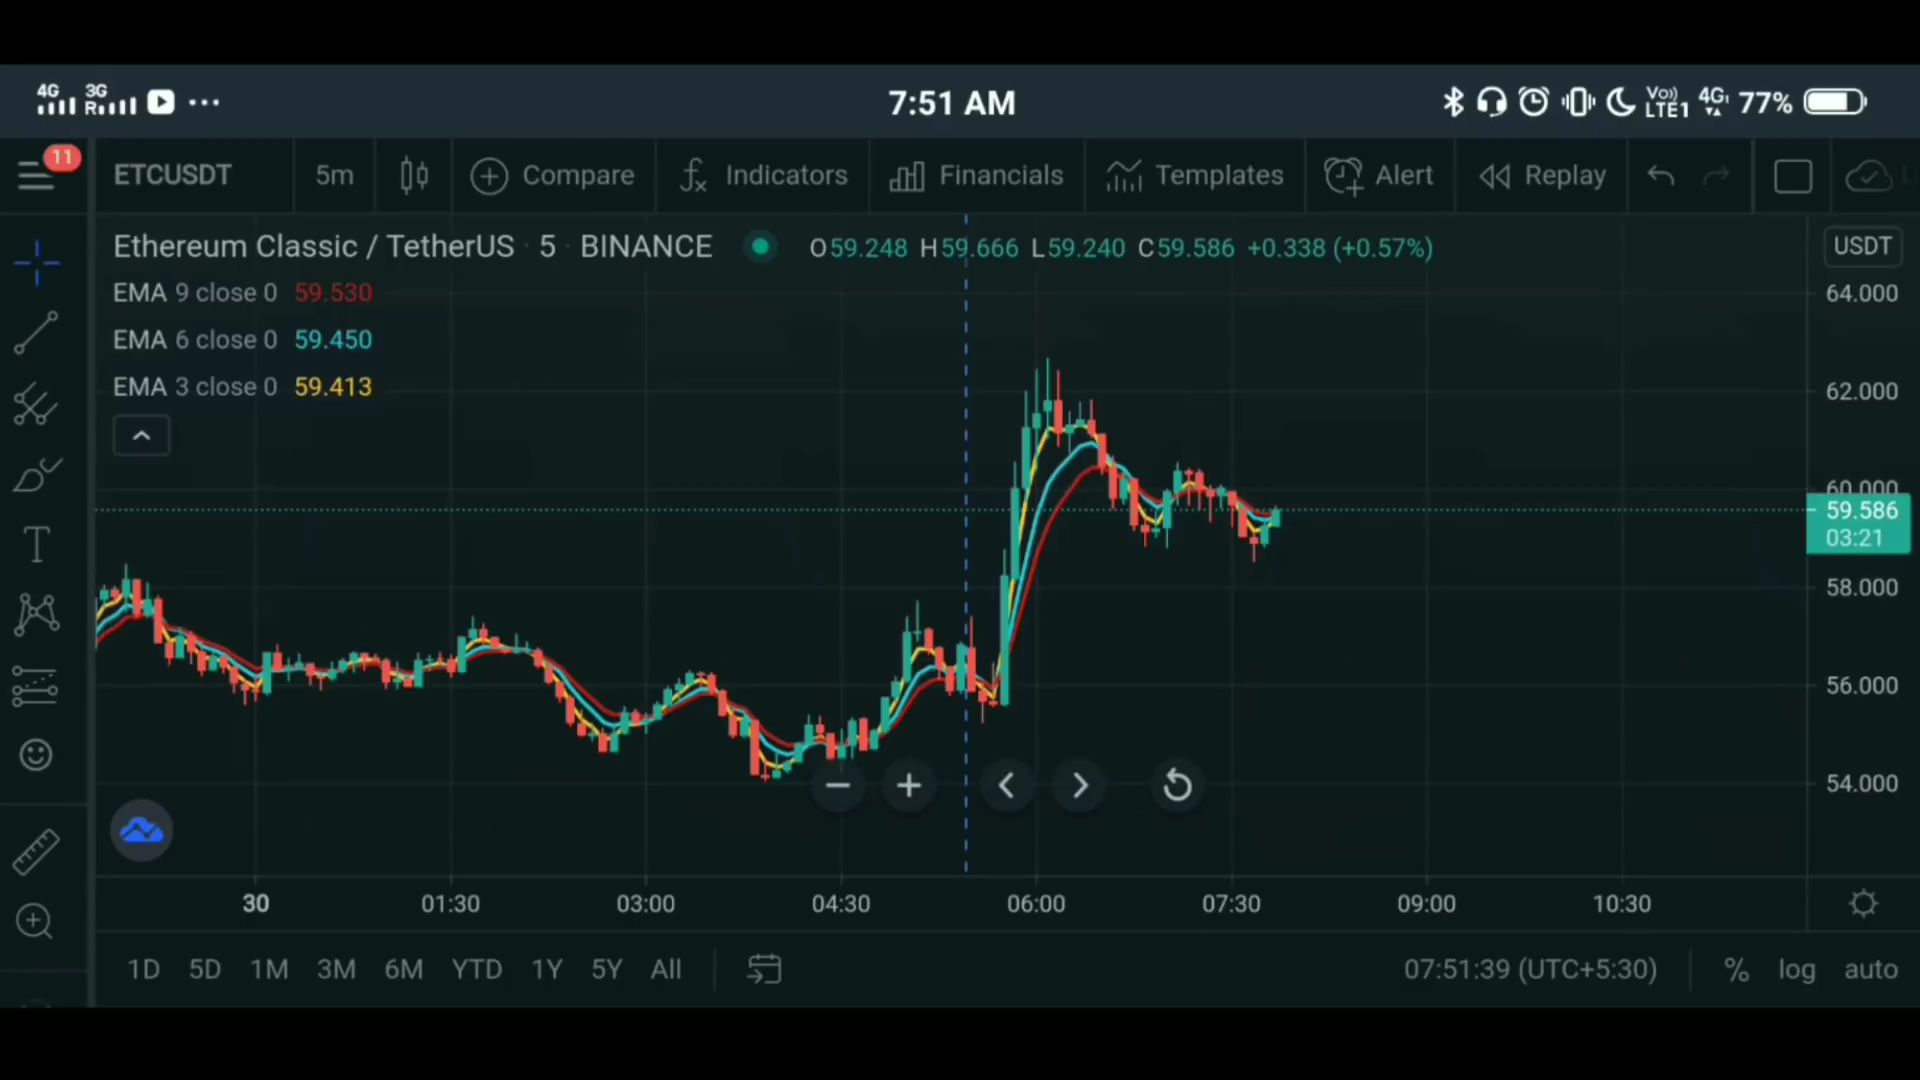 4G 3G R 7:51 AM Vo)) LTE1 4G 77%
11 ETCUSDT 5m Compare fx Indicators Financials Templates Alert Replay
Ethereum Classic / TetherUS · 5 · BINANCE O59.248 H59.666 L59.240 C59.586 +0.338 (+0.57%) USDT
EMA 9 close 0 59.530
EMA 6 close 0 59.450
EMA 3 close 0 59.413
64.000
62.000
60.000
59.586
03:21
58.000
56.000
54.000
30 01:30 03:00 04:30 06:00 07:30 09:00 10:30
1D 5D 1M 3M 6M YTD 1Y 5Y All 07:51:39 (UTC+5:30) % log auto